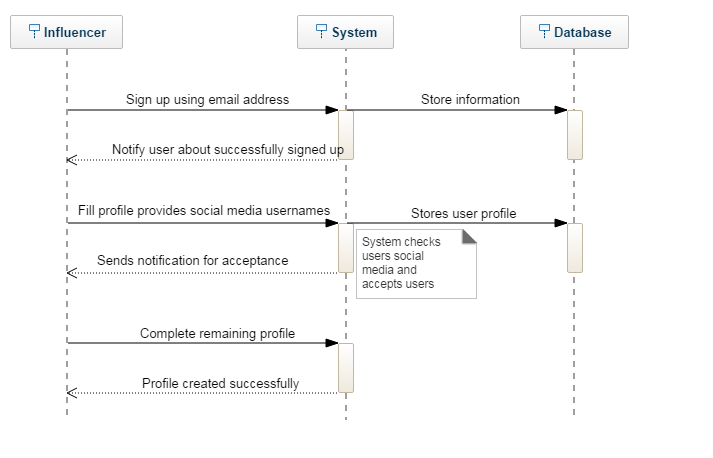 Influencer
System
Database
Sign up using email address
Store information
Notify user about successfully signed up
Fill profile provides social media usernames
Stores user profile
System checks
users social
media and
accepts users
Sends notification for acceptance
Complete remaining profile
Profile created successfully